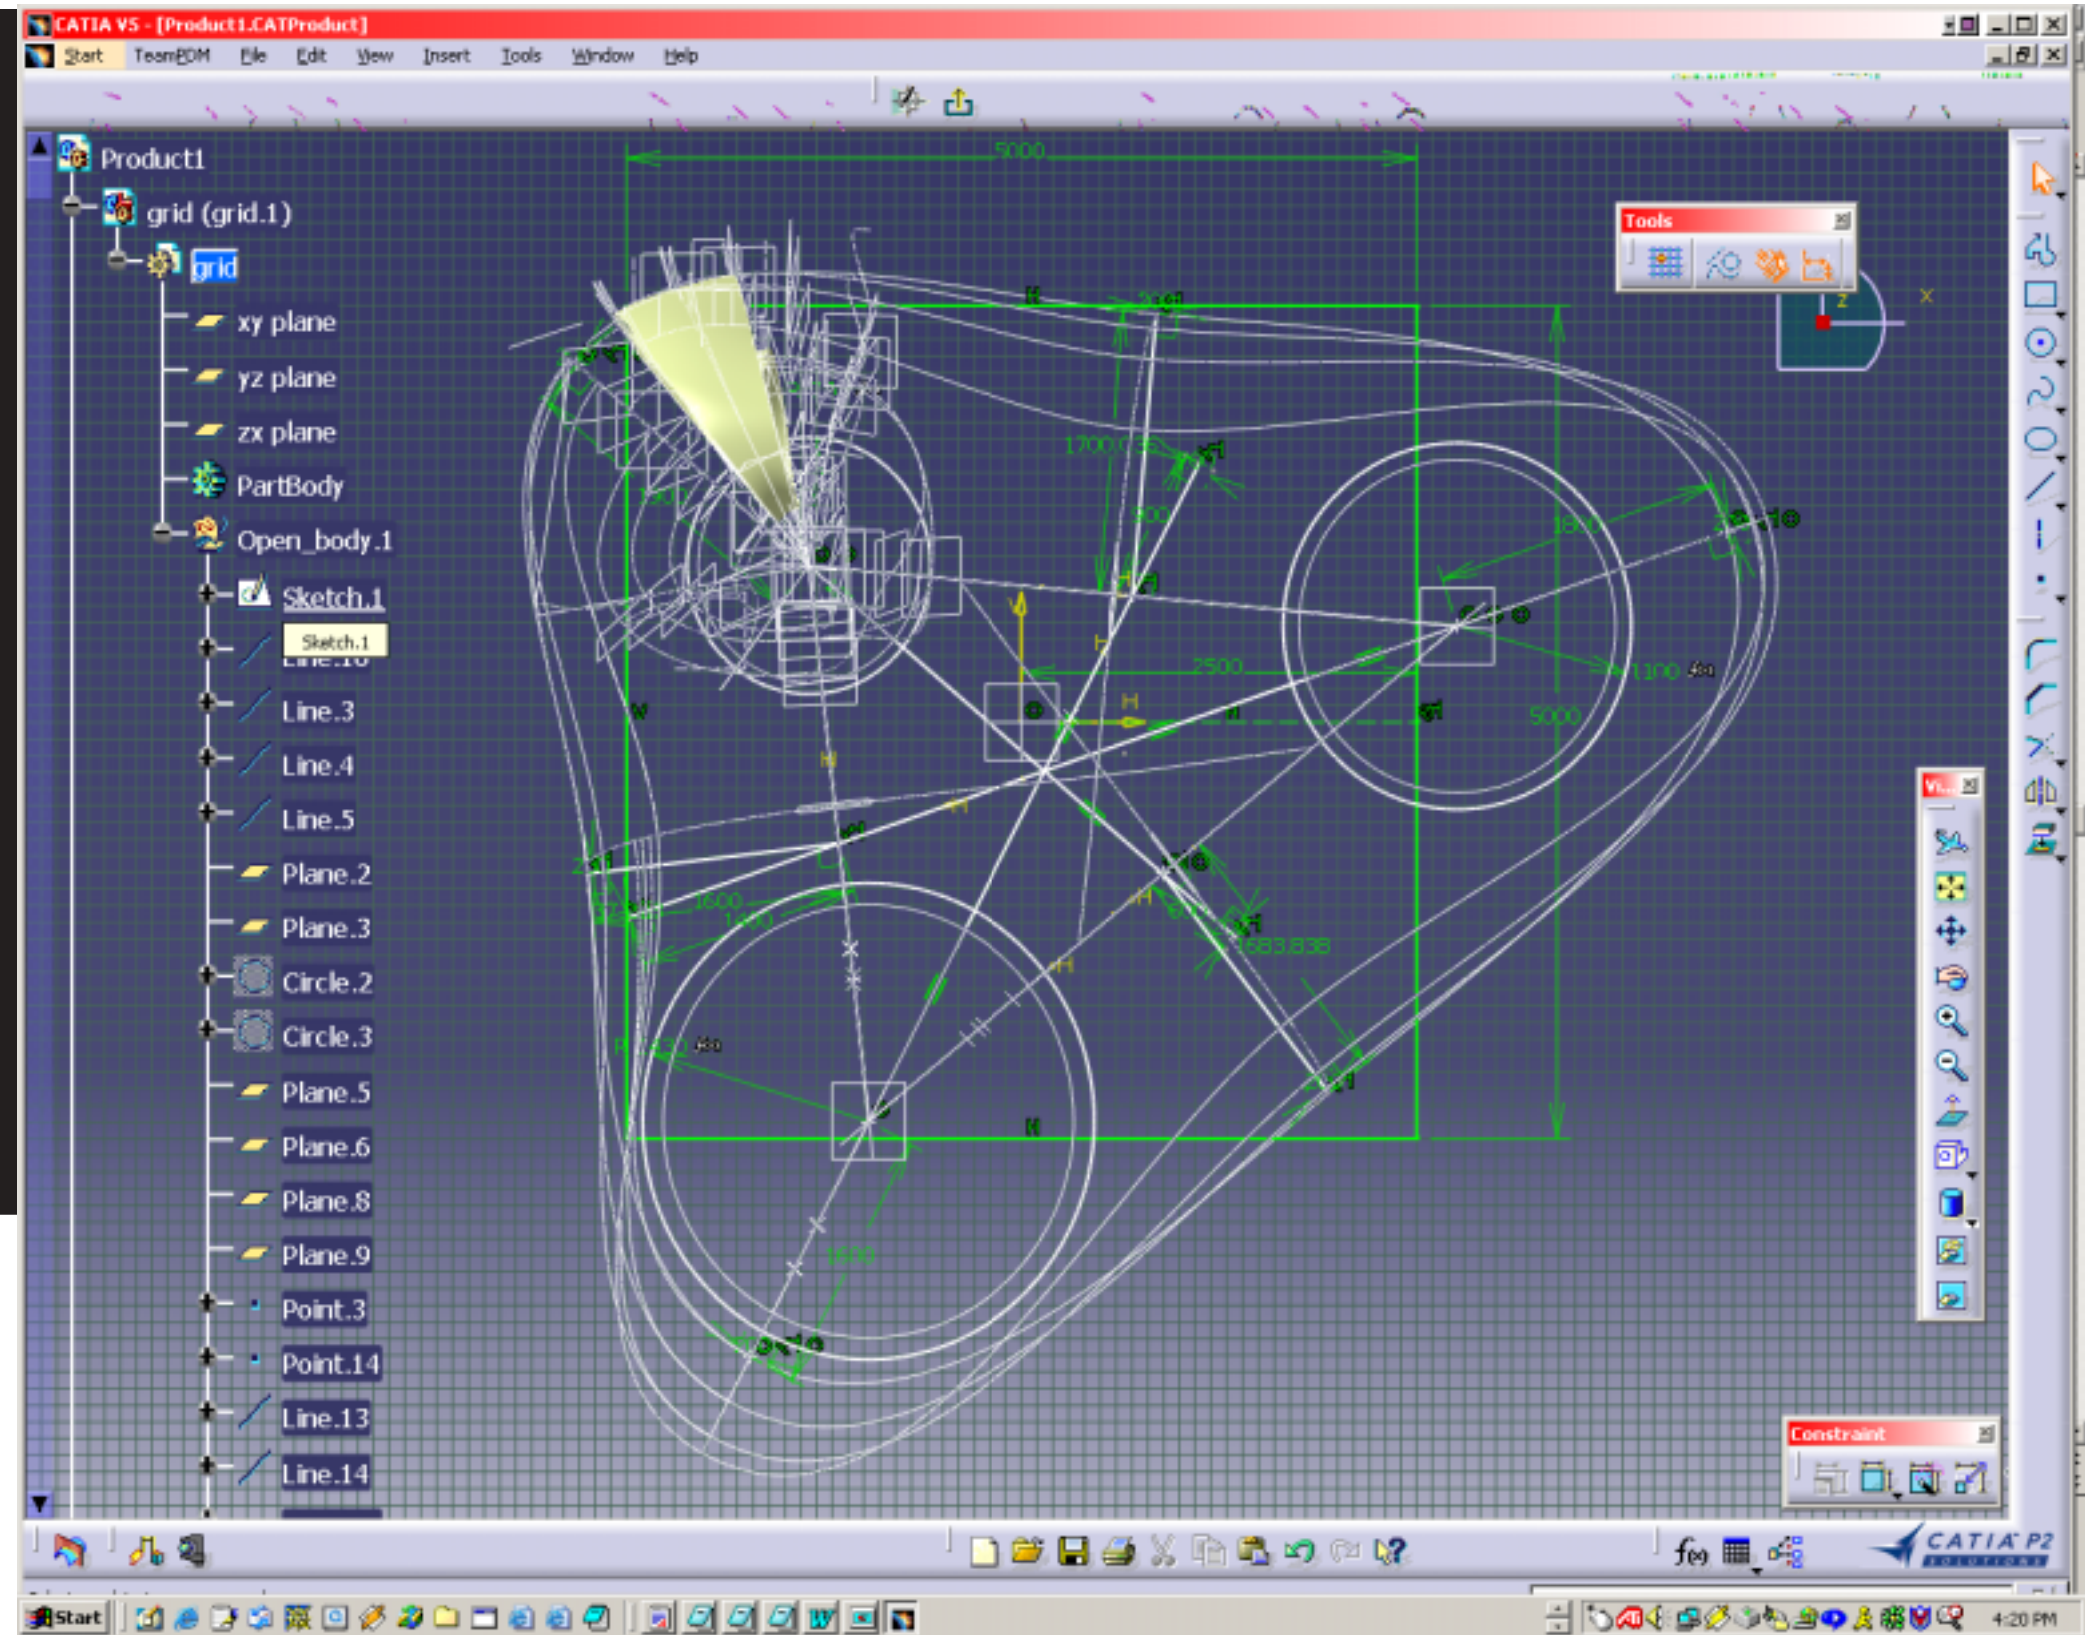 CATIA V5 - [Product1.CATProduct]
Start TeamPDM File Edit View Insert Tools Window Help
Product1
grid (grid.1)
grid
xy plane
yz plane
zx plane
PartBody
Open_body.1
Sketch.1
Sketch.1
Line.3
Line.4
Line.5
Plane.2
Plane.3
Circle.2
Circle.3
Plane.5
Plane.6
Plane.8
Plane.9
Point.3
Point.14
Line.13
Line.14
5000
Tools
Z X
H
1800
2500
1100
5000
V
H
1600
1683.838
H
1600
Vi...
Constraint
f(x)
CATIA P2
SOLUTIONS
Start
4:20 PM